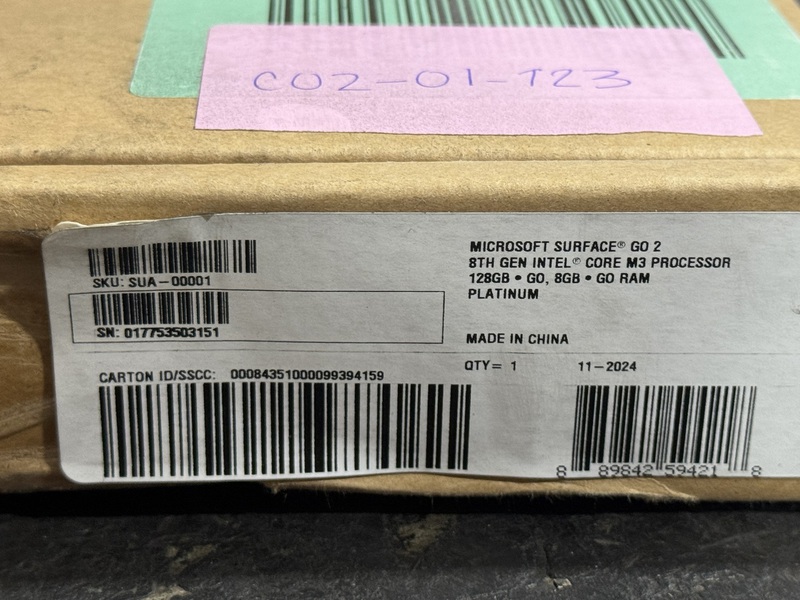 C02-01-T23
SKU: SUA-00001
SN: 017753503151
MICROSOFT SURFACE® GO 2
8TH GEN INTEL® CORE M3 PROCESSOR
128GB • GO, 8GB • GO RAM
PLATINUM
MADE IN CHINA
CARTON ID/SSCC: 00084351000099394159
QTY= 1
11-2024
8 89842 59421 8